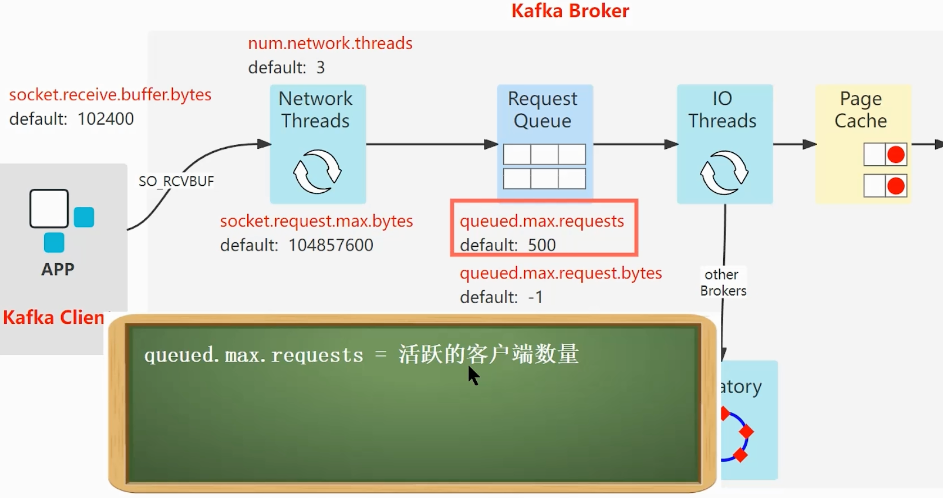 Kafka Broker
num.network.threads
default: 3
socket.receive.buffer.bytes
default: 102400
Network
Threads
Request
Queue
IO
Threads
Page
Cache
SO_RCVBUF
socket.request.max.bytes
default: 104857600
queued.max.requests
default: 500
queued.max.request.bytes
default: -1
APP
Kafka Clien
other
Brokers
queued.max.requests = 活跃的客户端数量
atory